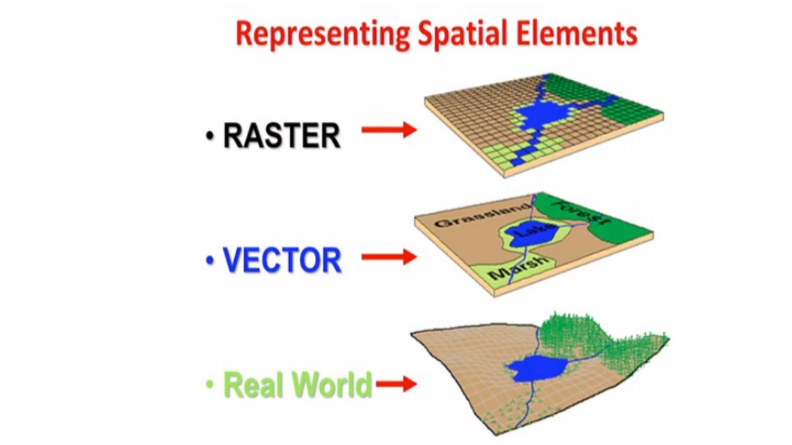 Representing Spatial Elements
• RASTER
• VECTOR
Grassland
Forest
Lake
Marsh
• Real World